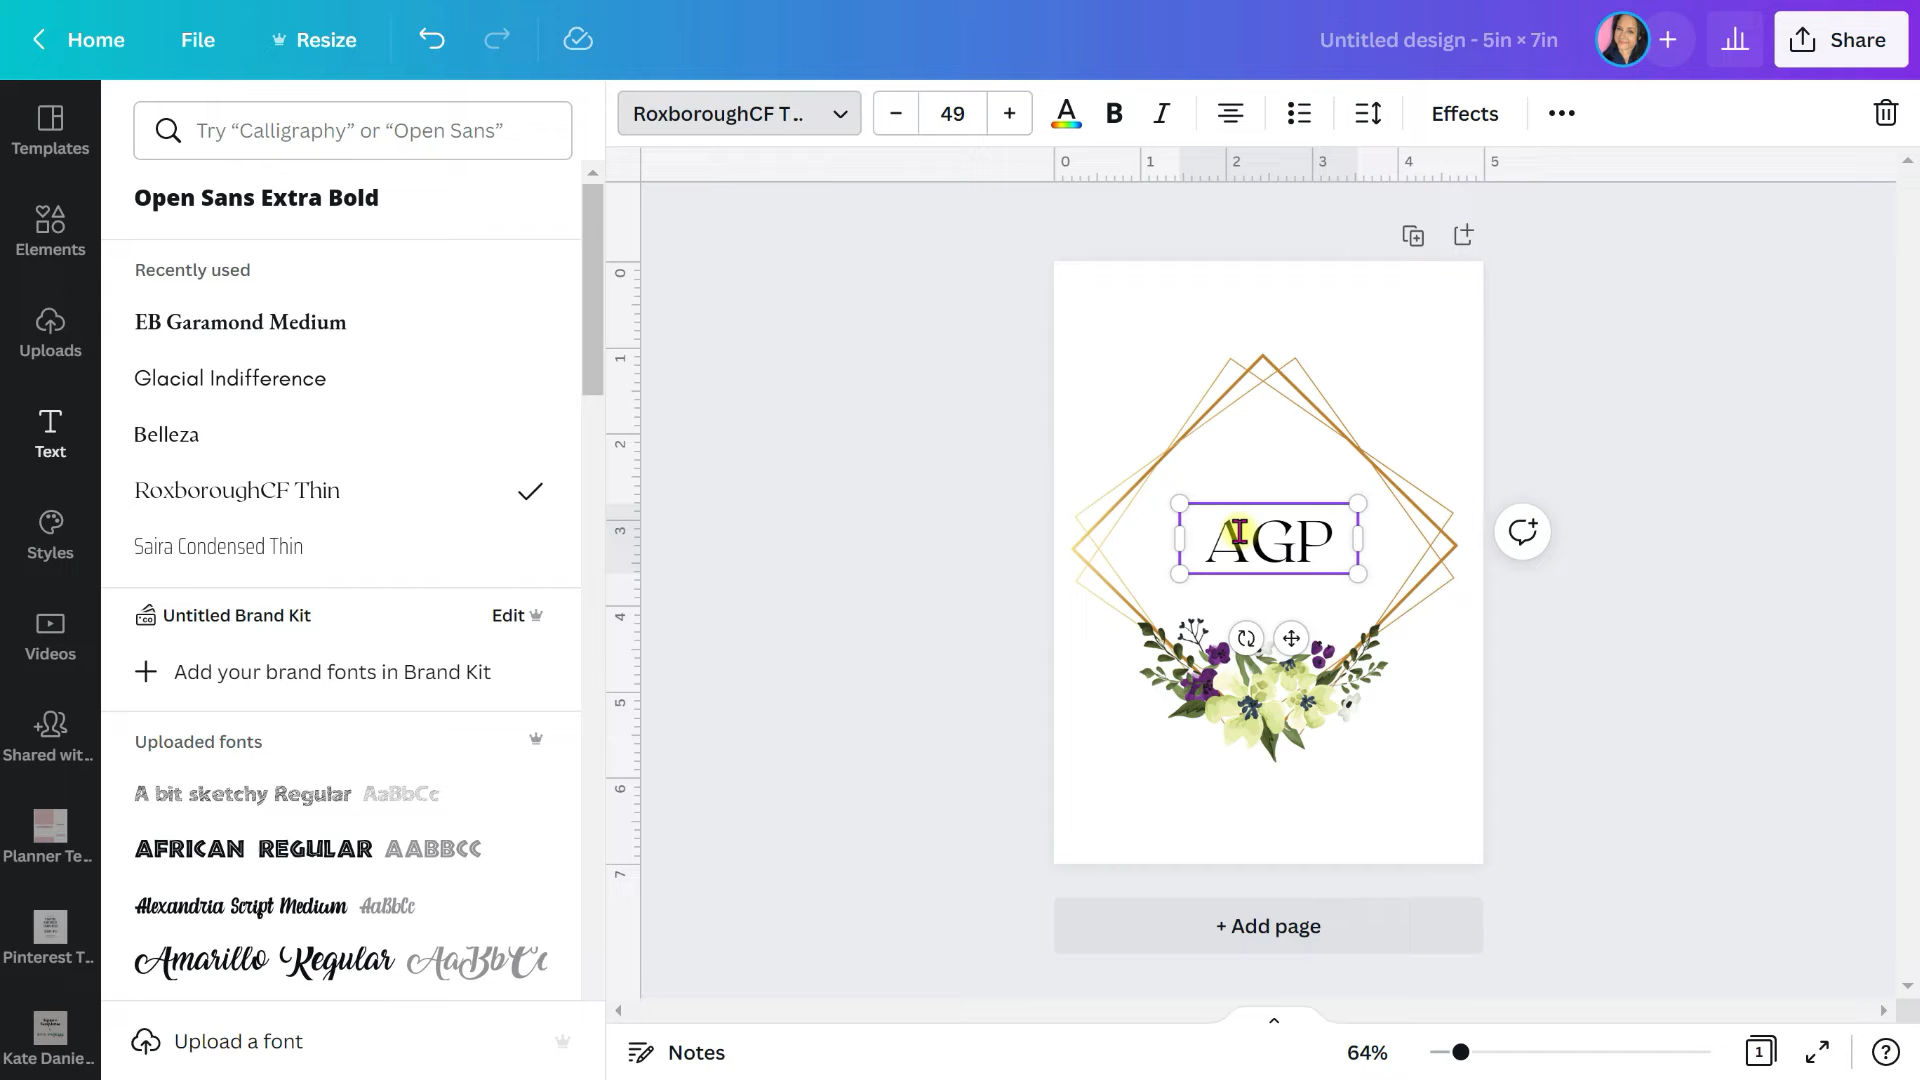 Home File Resize Untitled design - 5in × 7in + Share
Templates
Elements
Uploads
Text
Styles
Videos
Shared wit...
Planner Te...
Pinterest T...
Kate Danie...
Try “Calligraphy” or “Open Sans”
Open Sans Extra Bold
Recently used
EB Garamond Medium
Glacial Indifference
Belleza
RoxboroughCF Thin
Saira Condensed Thin
Untitled Brand Kit Edit
Add your brand fonts in Brand Kit
Uploaded fonts
A bit sketchy Regular AaBbCc
AFRICAN REGULAR AABBCC
Alexandria Script Medium AaBbCc
Amarillo Regular AaBbCc
Upload a font
RoxboroughCF T... − 49 + A B I Effects
0 1 2 3 4 5
0
1
2
3
4
5
6
7
AGP
+ Add page
Notes 64% 1 ?